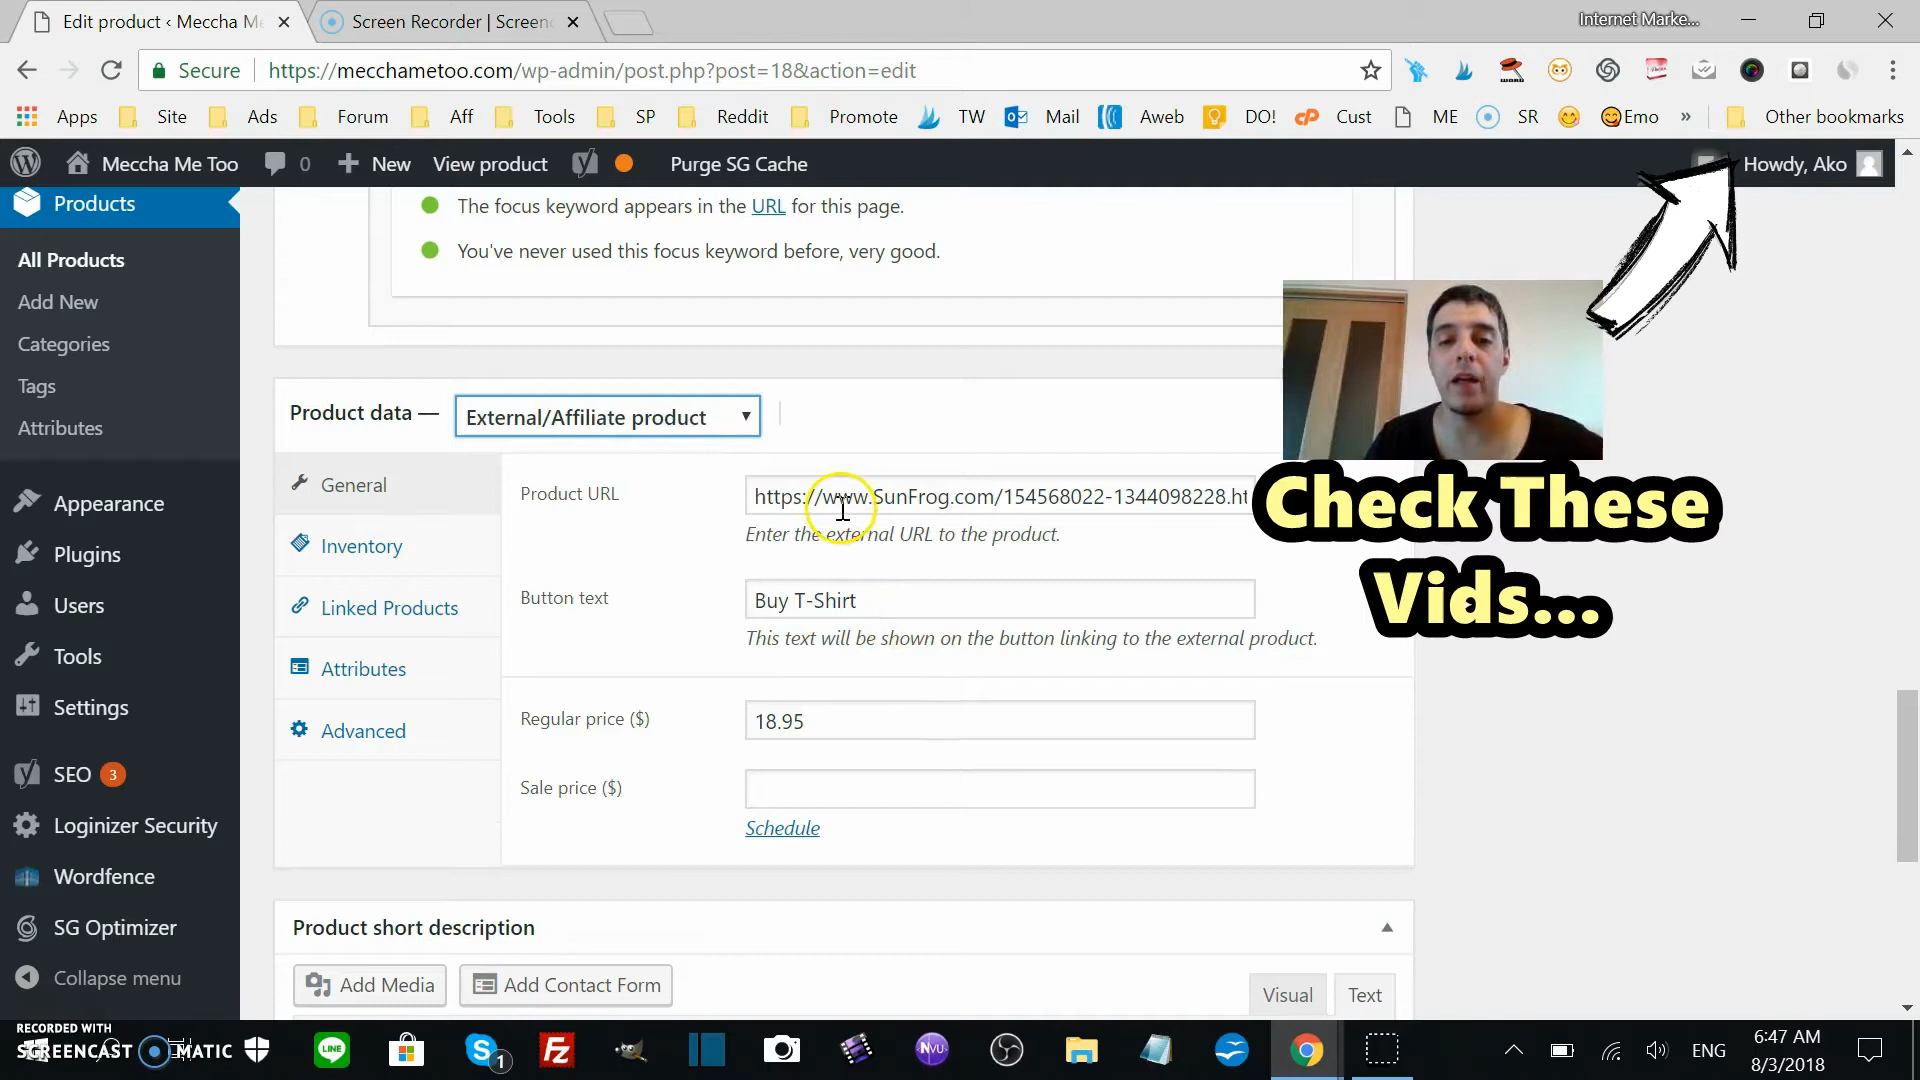 Edit product ‹ Meccha M
Screen Recorder | Screen
Internet Marke...
Secure
https://mecchametoo.com/wp-admin/post.php?post=18&action=edit
Apps
Site
Ads
Forum
Aff
Tools
SP
Reddit
Promote
TW
Mail
Aweb
DO!
Cust
ME
SR
Emo
»
Other bookmarks
Meccha Me Too
0
New
View product
Purge SG Cache
Howdy, Ako
Products
All Products
Add New
Categories
Tags
Attributes
Appearance
Plugins
Users
Tools
Settings
SEO 3
Loginizer Security
Wordfence
SG Optimizer
Collapse menu
The focus keyword appears in the URL for this page.
You've never used this focus keyword before, very good.
Product data — External/Affiliate product
General
Inventory
Linked Products
Attributes
Advanced
Product URL
https://www.SunFrog.com/154568022-1344098228.ht
Enter the external URL to the product.
Button text
Buy T-Shirt
This text will be shown on the button linking to the external product.
Regular price ($)
18.95
Sale price ($)
Schedule
Check These
Vids...
Product short description
Add Media
Add Contact Form
Visual
Text
RECORDED WITH
SCREENCAST MATIC
LINE
S 1
Fz
NVU
ENG
6:47 AM
8/3/2018